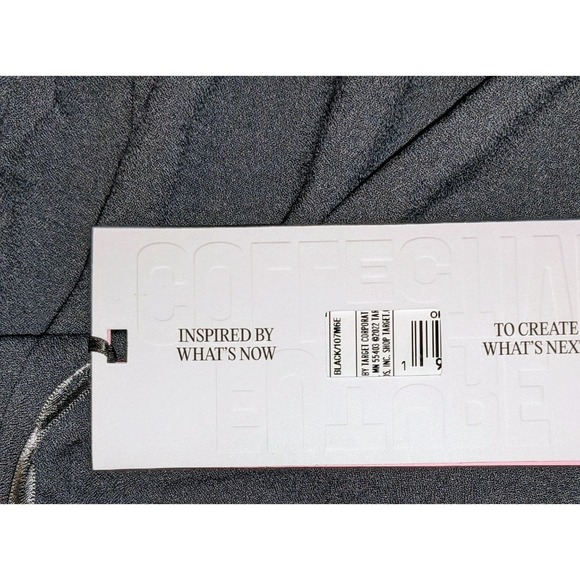 INSPIRED BY
WHAT'S NOW
BLACK/107M6E
BY TARGET CORPORAT
MN 55403 ©2022 TAR
INC. SHOP TARGET.
TO CREATE
WHAT'S NEXT